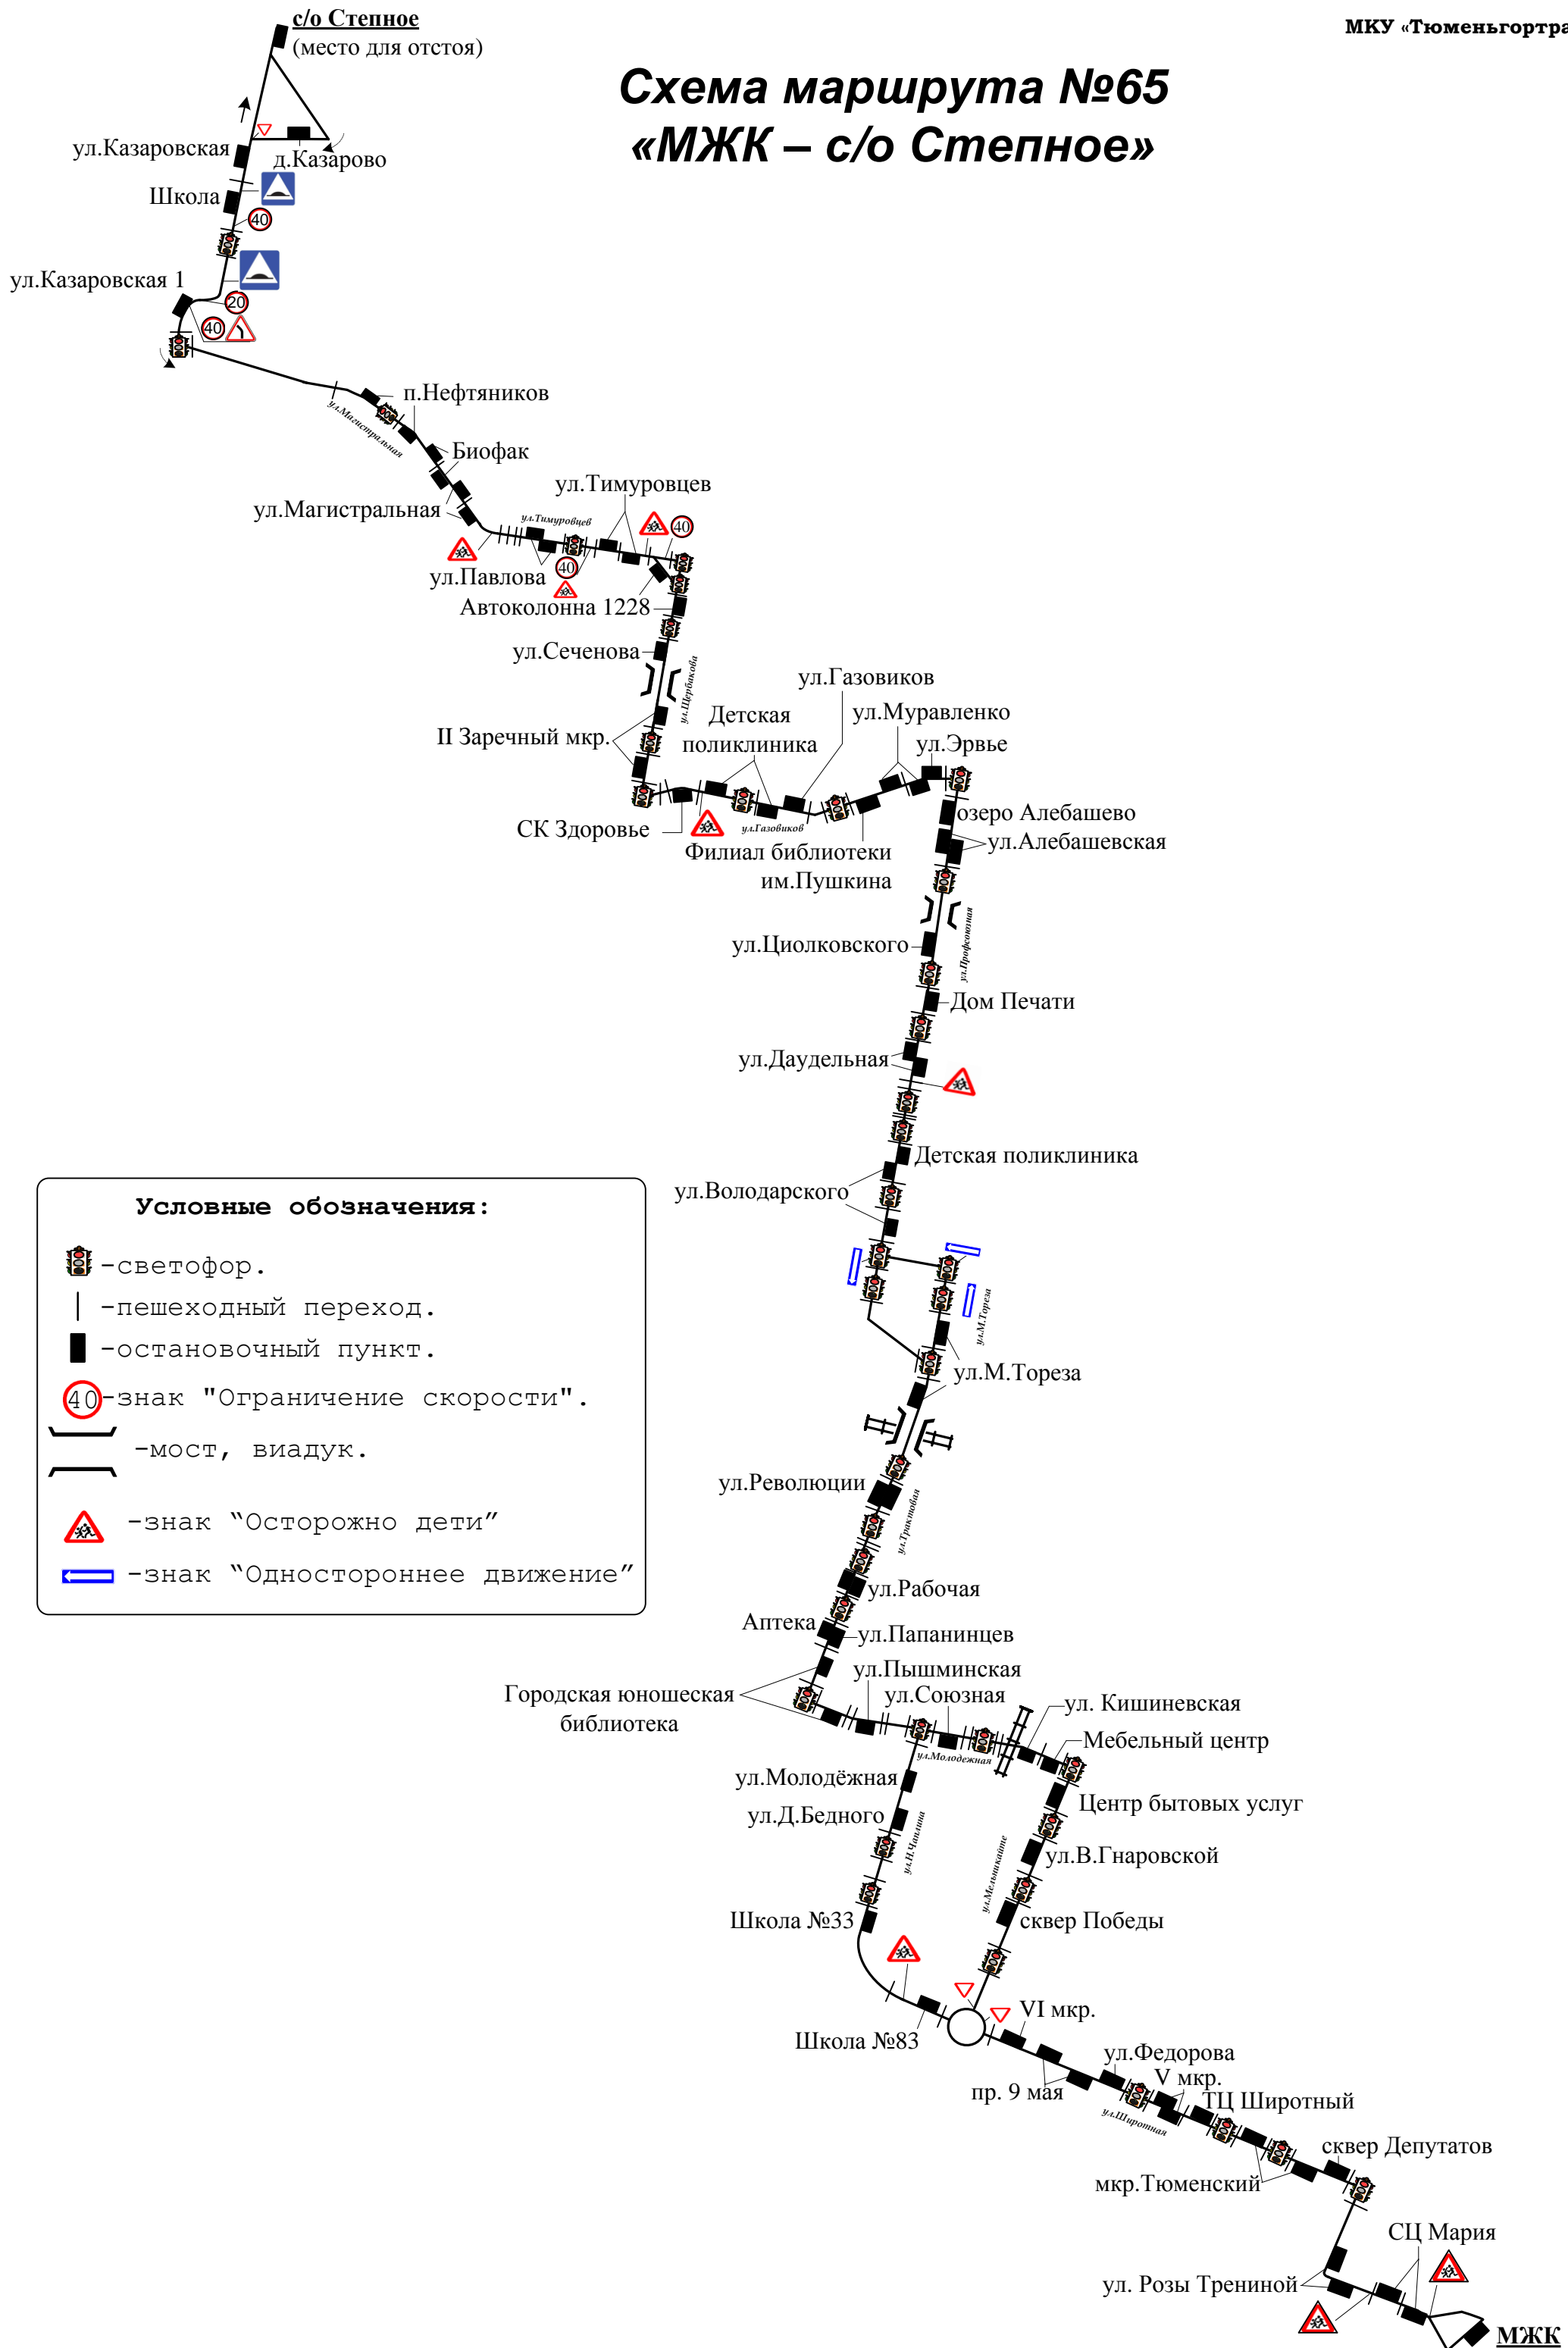 МКУ «Тюменьгортра
Схема маршрута №65
«МЖК – с/о Степное»
с/о Степное
(место для отстоя)
ул.Казаровская
д.Казарово
Школа
40
ул.Казаровская 1
20
40
п.Нефтяников
ул.Магистральная
Биофак
ул.Тимуровцев
ул.Магистральная
ул.Тимуровцев
40
ул.Павлова
40
Автоколонна 1228
ул.Сеченова
ул.Щербакова
ул.Газовиков
Детская
поликлиника
ул.Муравленко
II Заречный мкр.
ул.Эрвье
озеро Алебашево
СК Здоровье
ул.Газовиков
ул.Алебашевская
Филиал библиотеки
им.Пушкина
ул.Циолковского
ул.Профсоюзная
Дом Печати
ул.Даудельная
Детская поликлиника
ул.Володарского
Условные обозначения:
-светофор.
-пешеходный переход.
-остановочный пункт.
40
-знак "Ограничение скорости".
-мост, виадук.
-знак “Осторожно дети”
-знак “Одностороннее движение”
ул.М.Тореза
ул.М.Тореза
ул.Революции
ул.Трактовая
ул.Рабочая
Аптека
ул.Папанинцев
ул.Пышминская
Городская юношеская
библиотека
ул.Союзная
ул. Кишиневская
Мебельный центр
ул.Молодежная
ул.Молодёжная
Центр бытовых услуг
ул.Д.Бедного
ул.Н.Чаплина
ул.В.Гнаровской
ул.Мельникайте
Школа №33
сквер Победы
VI мкр.
Школа №83
ул.Федорова
V мкр.
пр. 9 мая
ТЦ Широтный
ул.Широтная
сквер Депутатов
мкр.Тюменский
СЦ Мария
ул. Розы Трениной
МЖК